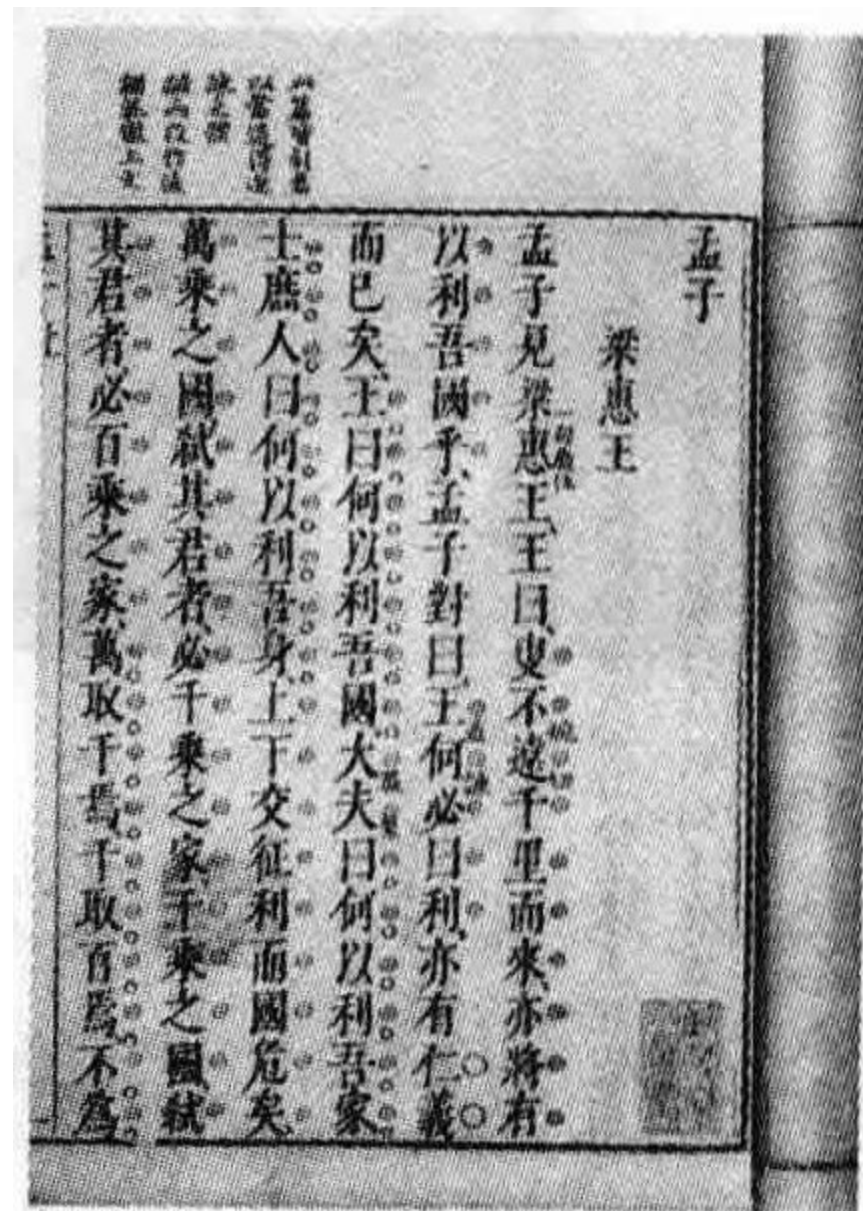 孟子
梁惠王
孟子見梁惠王、王曰、叟不遠千里而來、亦將有
以利吾國乎、孟子對曰、王何必曰利、亦有仁義
而已矣、王曰何以利吾國、大夫曰何以利吾家
士庶人曰何以利吾身、上下交征利而國危矣
萬乘之國、弒其君者、必千乘之家、千乘之國弒
其君者必百乘之家、萬取千焉、千取百焉、不為